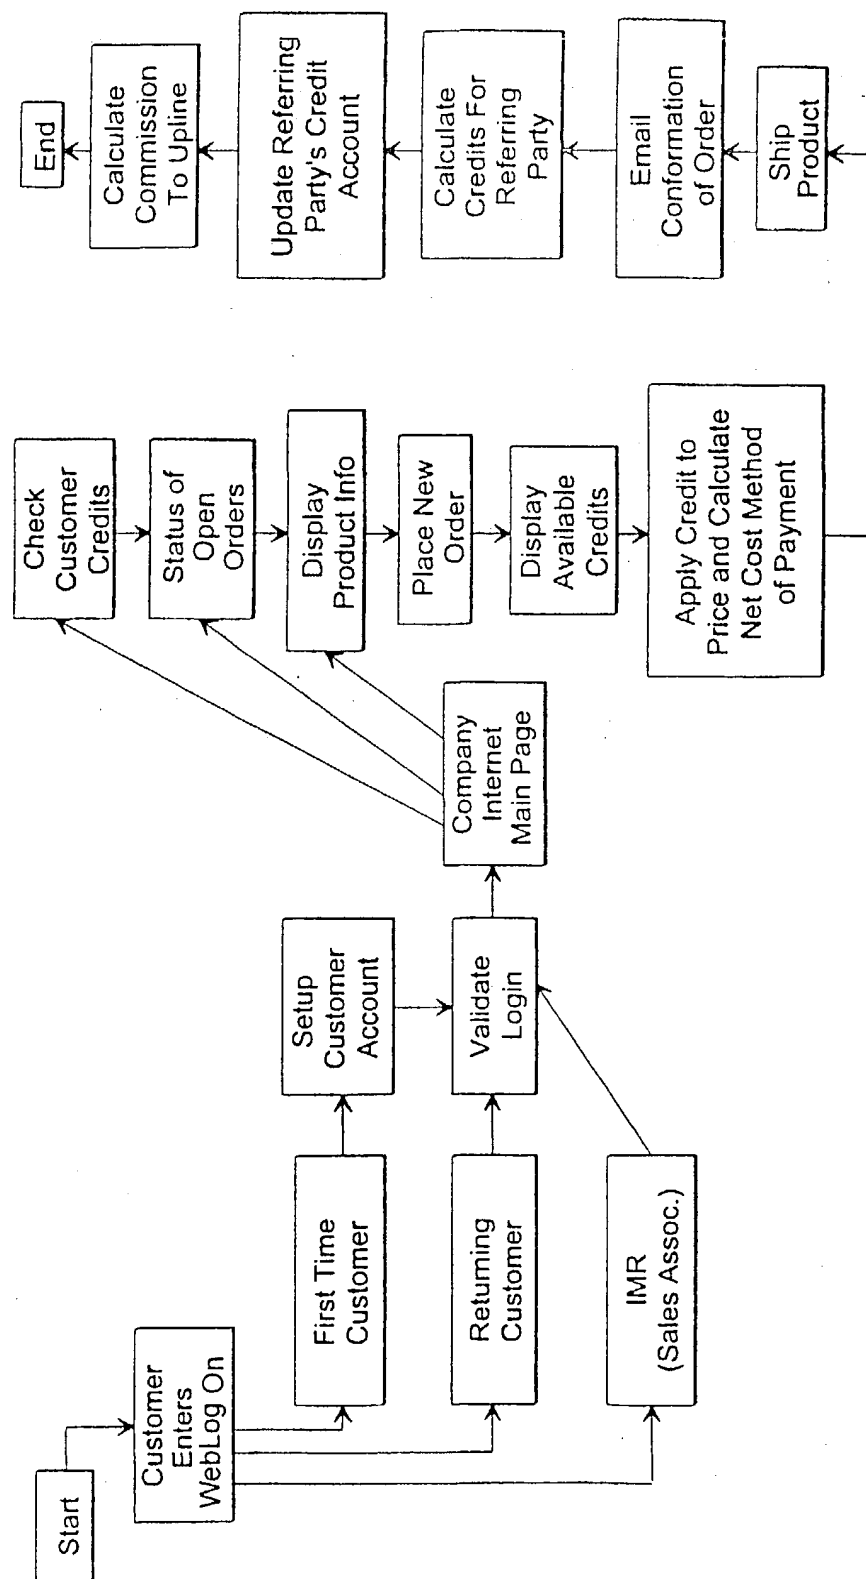 Start
Customer
Enters
WebLog On
First Time
Customer
Returning
Customer
IMR
(Sales Assoc.)
Setup
Customer
Account
Validate
Login
Company
Internet
Main Page
Check
Customer
Credits
Status of
Open
Orders
Display
Product Info
Place New
Order
Display
Available
Credits
Apply Credit to
Price and Calculate
Net Cost Method
of Payment
Ship
Product
Email
Conformation
of Order
Calculate
Credits For
Referring
Party
Update Referring
Party's Credit
Account
Calculate
Commission
To Upline
End